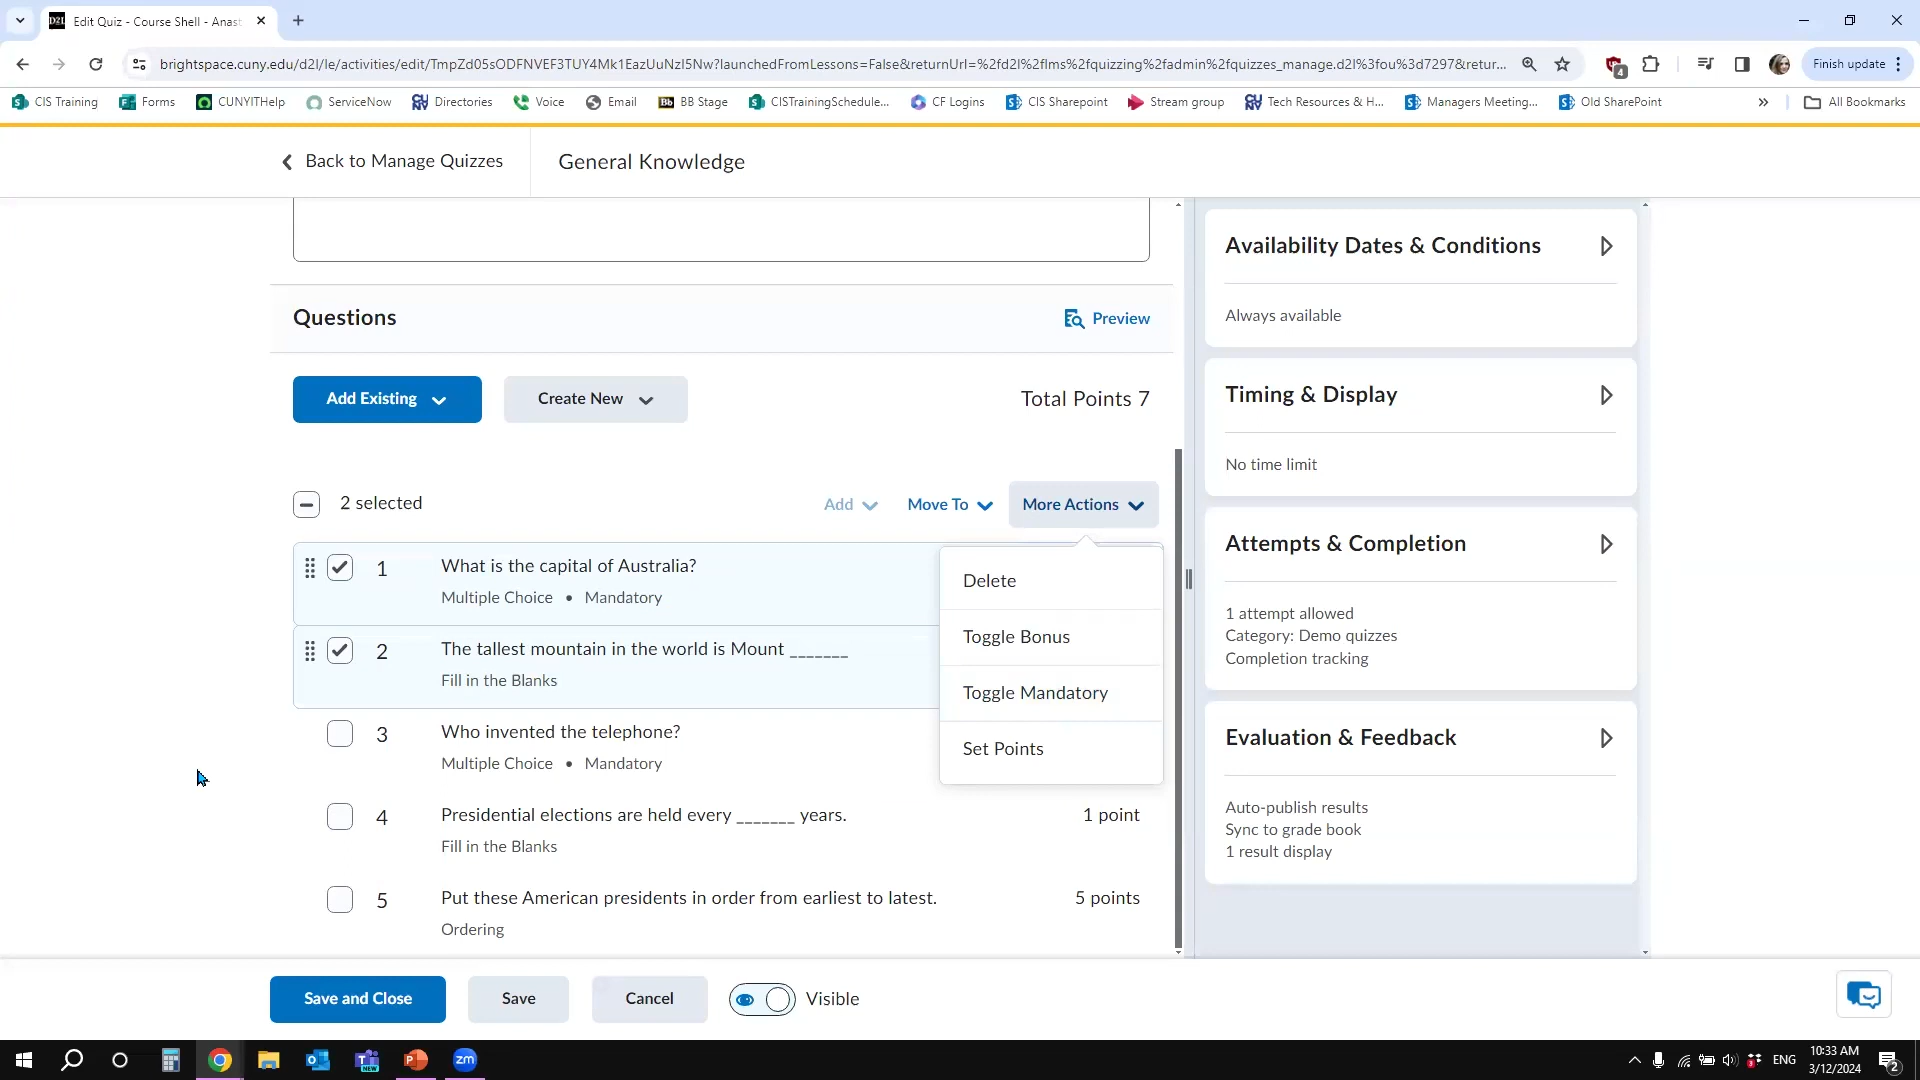 Edit Quiz - Course Shell - Anast
brightspace.cuny.edu/d2l/le/activities/edit/TmpZd05sODFNVEF3TUY4Mk1EazUuNzI5Nw?launchedFromLessons=False&returnUrl=%2fd2l%2flms%2fquizzing%2fadmin%2fquizzes_manage.d2l%3fou%3d7297&retur...
Finish update
CIS Training
Forms
CUNYITHelp
ServiceNow
Directories
Voice
Email
BB Stage
CISTrainingSchedule...
CF Logins
CIS Sharepoint
Stream group
Tech Resources & H...
Managers Meeting...
Old SharePoint
»
All Bookmarks
Back to Manage Quizzes
General Knowledge
Questions
Preview
Add Existing
Create New
Total Points 7
2 selected
Add
Move To
More Actions
1
What is the capital of Australia?
Multiple Choice • Mandatory
2
The tallest mountain in the world is Mount _______
Fill in the Blanks
3
Who invented the telephone?
Multiple Choice • Mandatory
4
Presidential elections are held every _______ years.
1 point
Fill in the Blanks
5
Put these American presidents in order from earliest to latest.
5 points
Ordering
Delete
Toggle Bonus
Toggle Mandatory
Set Points
Availability Dates & Conditions
Always available
Timing & Display
No time limit
Attempts & Completion
1 attempt allowed
Category: Demo quizzes
Completion tracking
Evaluation & Feedback
Auto-publish results
Sync to grade book
1 result display
Save and Close
Save
Cancel
Visible
ENG
10:33 AM
3/12/2024
2